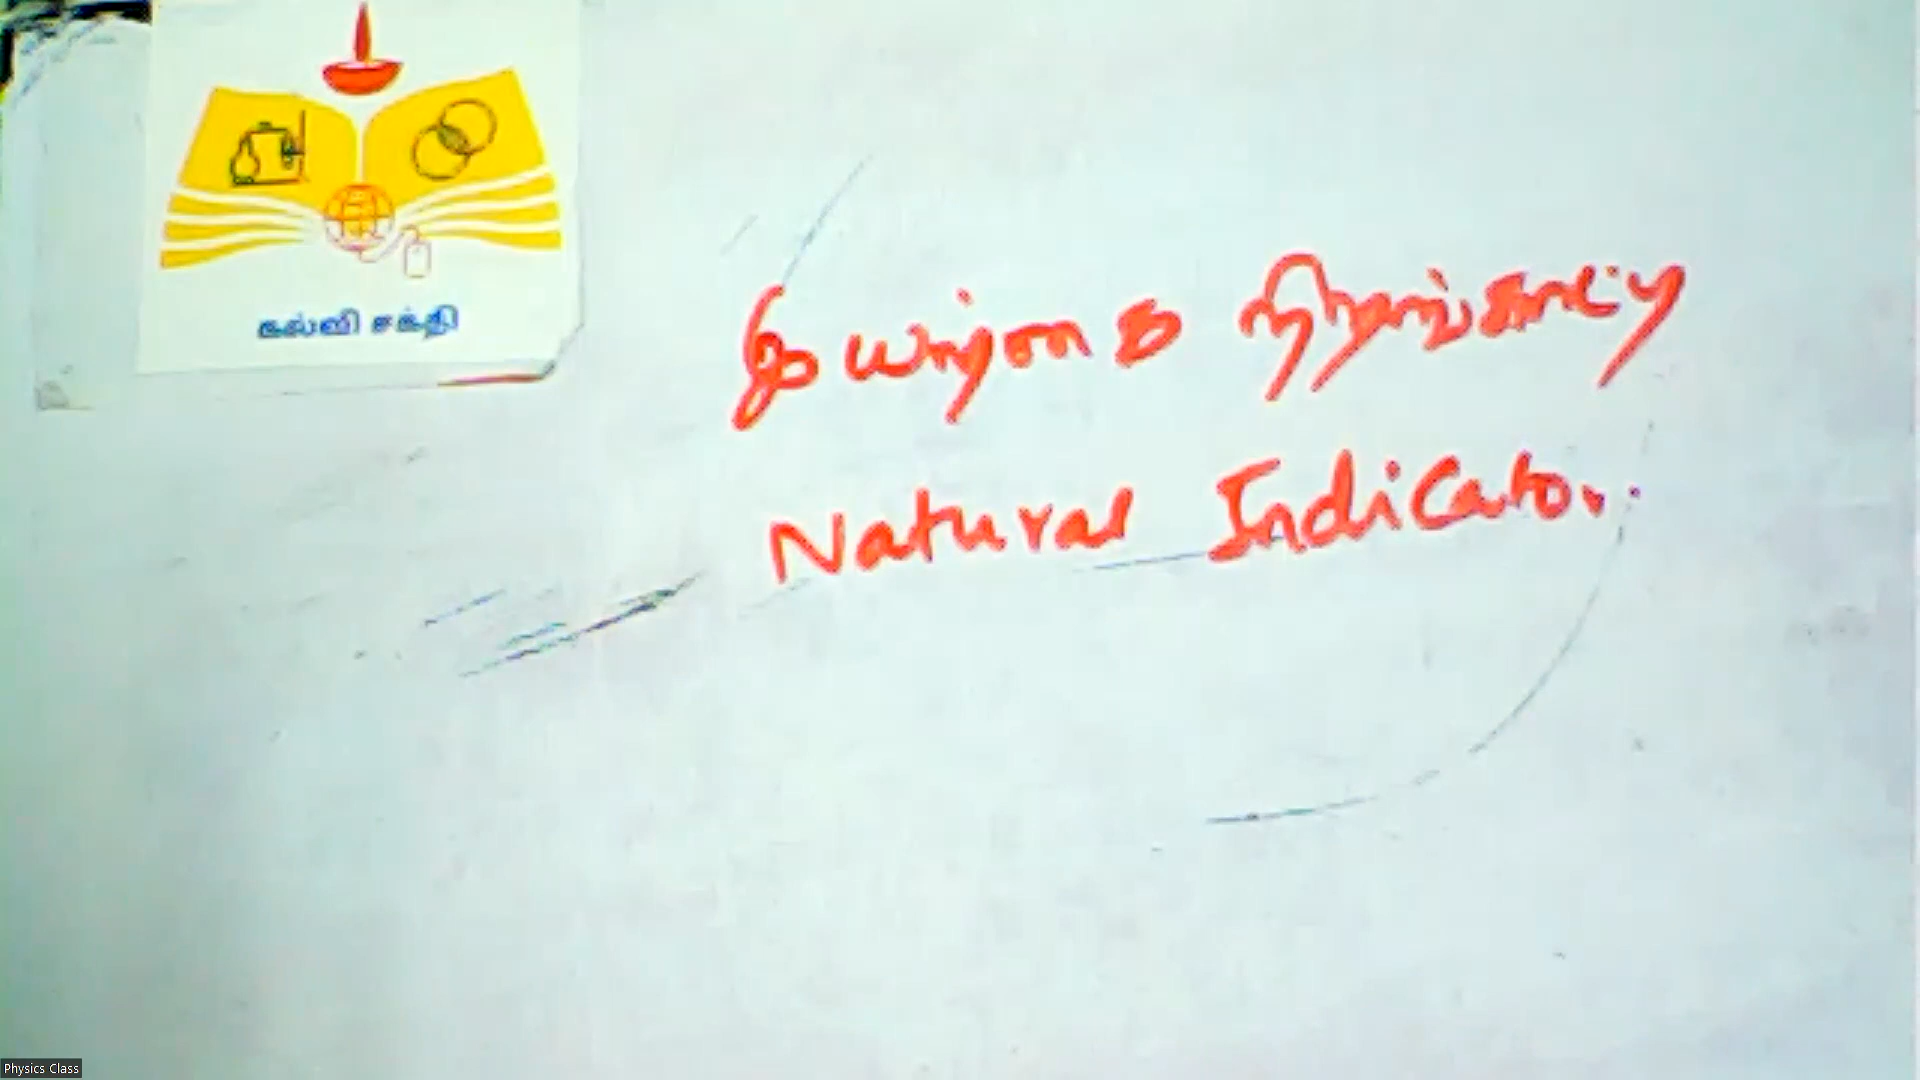 கல்வி சக்தி
இயற்கை நிறங்காட்டி
Natural Indicator.
Physics Class